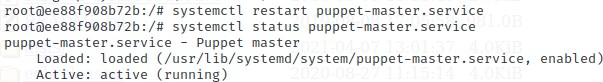 root@ee88f908b72b:/# systemctl restart puppet-master.service
root@ee88f908b72b:/# systemctl status puppet-master.service
puppet-master.service - Puppet master
    Loaded: loaded (/usr/lib/systemd/system/puppet-master.service, enabled)
    Active: active (running)